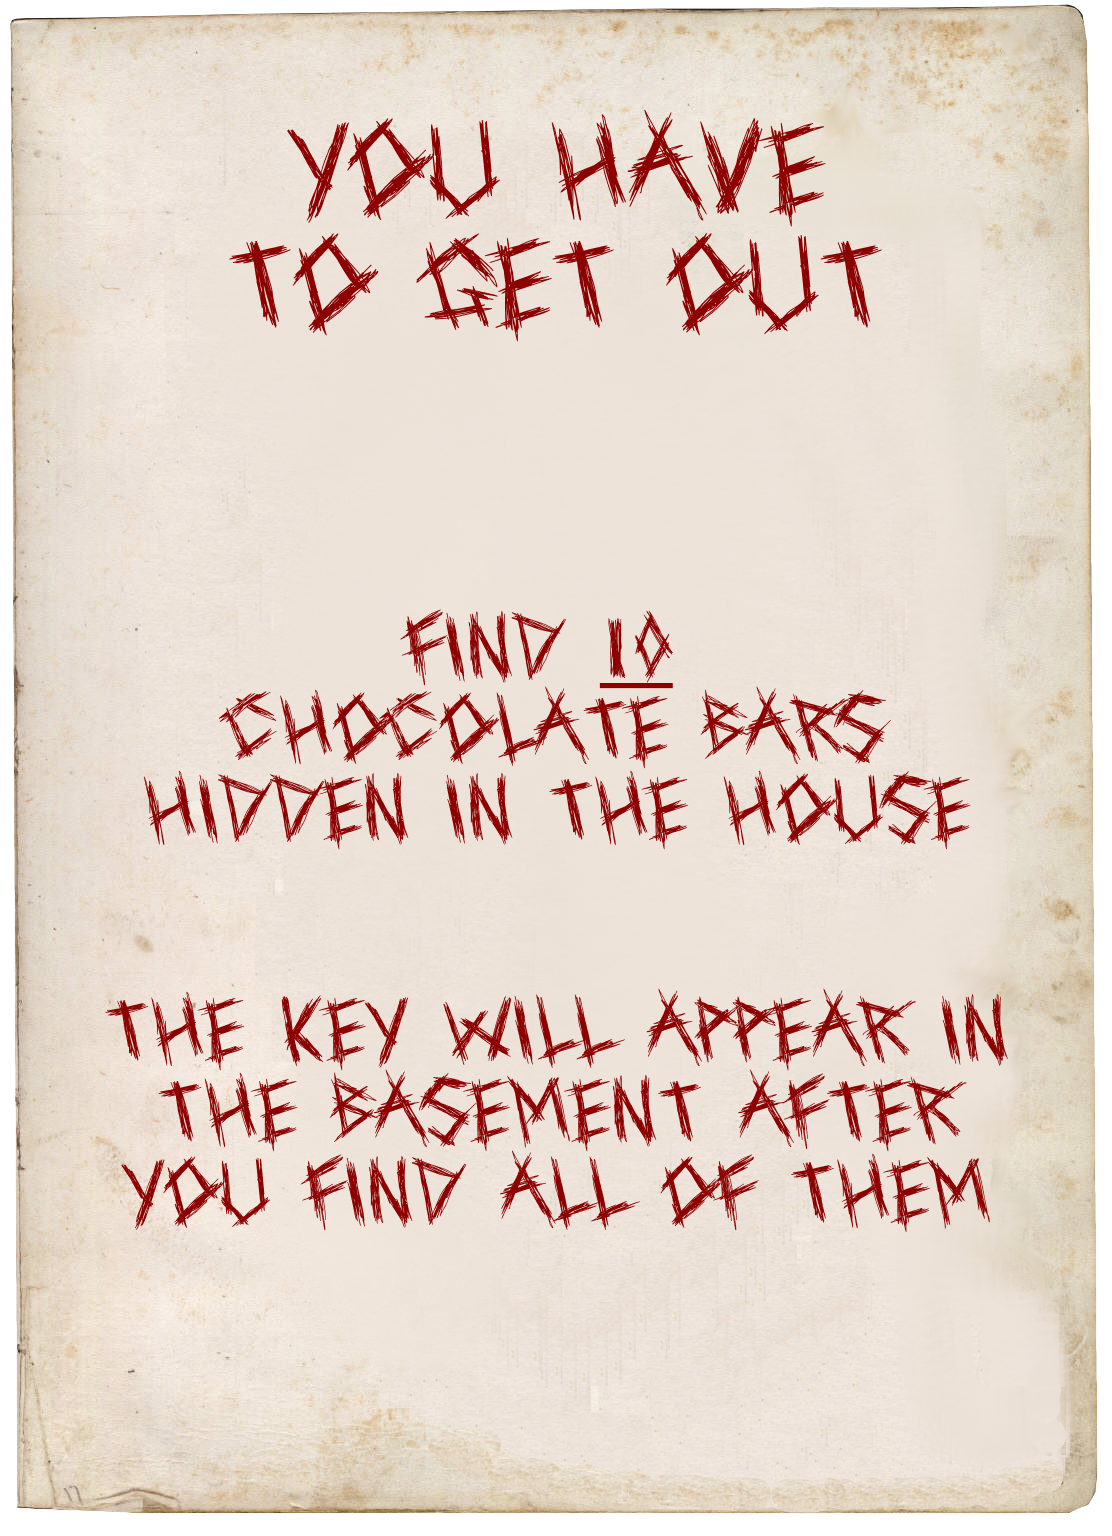 YOU HAVE
TO GET OUT
FIND 10
CHOCOLATE BARS
HIDDEN IN THE HOUSE
THE KEY WILL APPEAR IN
THE BASEMENT AFTER
YOU FIND ALL OF THEM